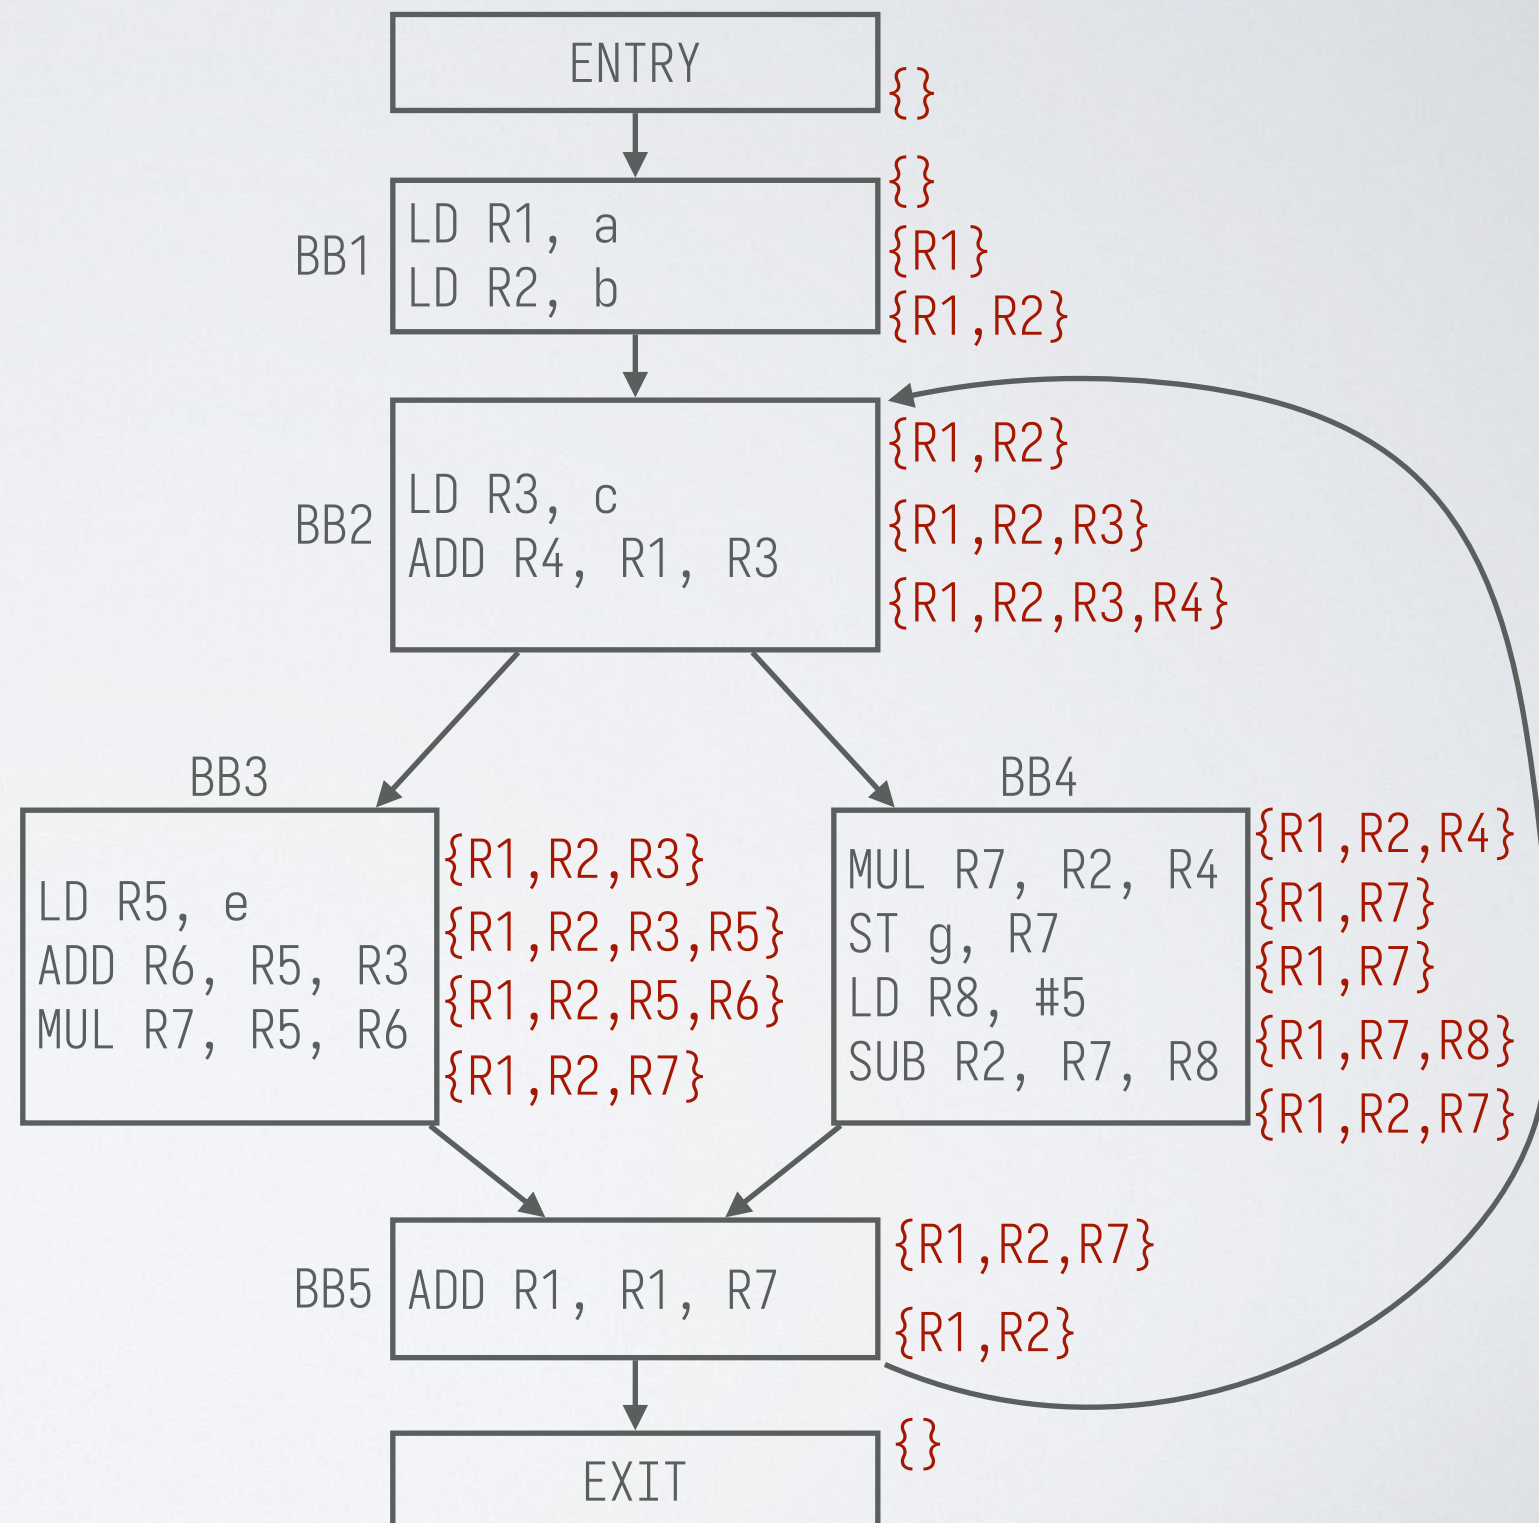 ENTRY
{}
{}
BB1
LD R1, a
{R1}
LD R2, b
{R1,R2}
{R1,R2}
BB2
LD R3, c
{R1,R2,R3}
ADD R4, R1, R3
{R1,R2,R3,R4}
BB3
LD R5, e
ADD R6, R5, R3
MUL R7, R5, R6
{R1,R2,R3}
{R1,R2,R3,R5}
{R1,R2,R5,R6}
{R1,R2,R7}
BB4
MUL R7, R2, R4
ST g, R7
LD R8, #5
SUB R2, R7, R8
{R1,R2,R4}
{R1,R7}
{R1,R7}
{R1,R7,R8}
{R1,R2,R7}
BB5
ADD R1, R1, R7
{R1,R2,R7}
{R1,R2}
{}
EXIT